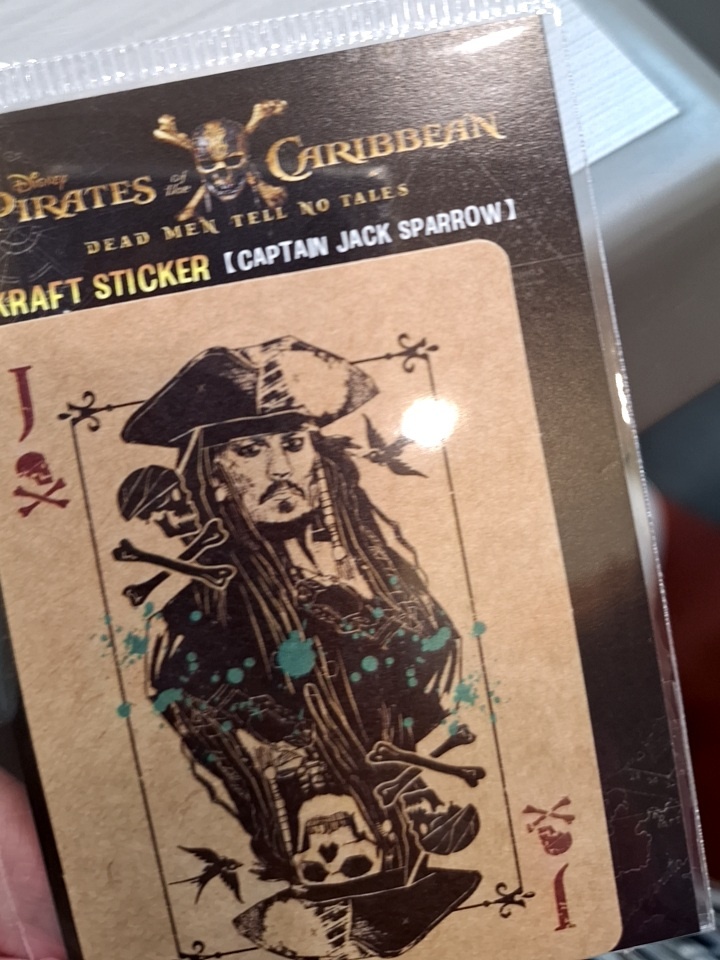 Disney
PIRATES of the CARIBBEAN
DEAD MEN TELL NO TALES
KRAFT STICKER【CAPTAIN JACK SPARROW】
J
J